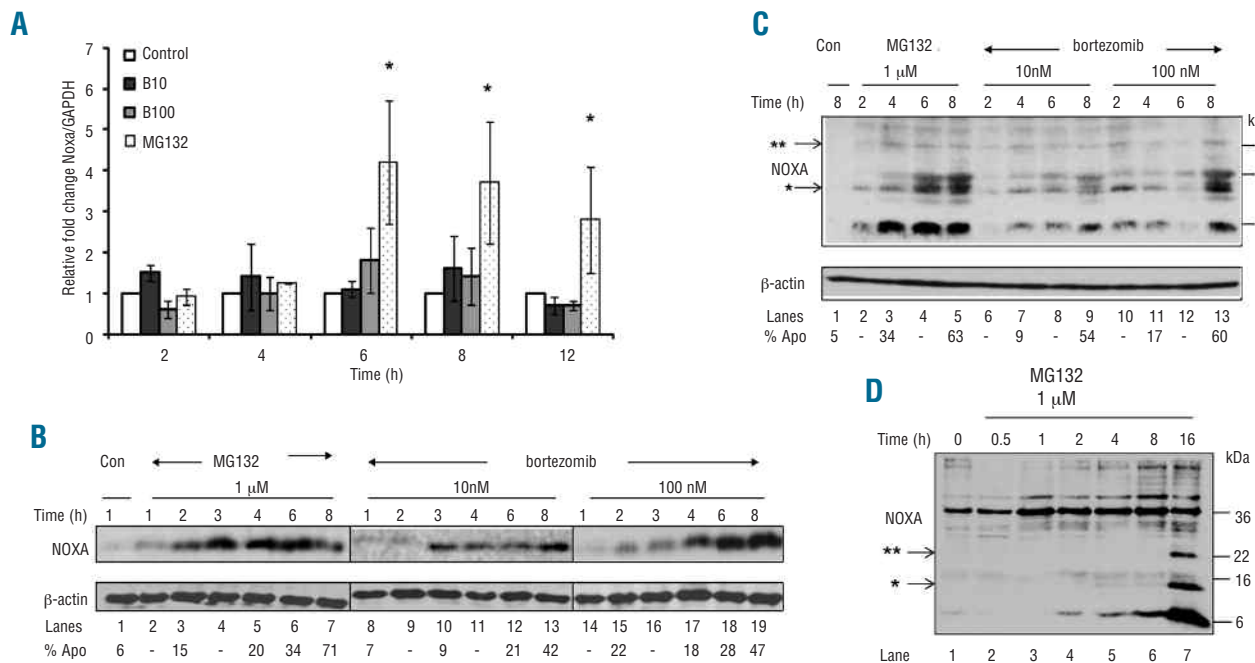 A
7
6
5
4
3
2
1
0
Relative fold change Noxa/GAPDH
Control
B10
B100
MG132
* * *
2 4 6 8 12
Time (h)
B
Con MG132 bortezomib
1 µM 10nM 100 nM
Time (h) 1 1 2 3 4 6 8 1 2 3 4 6 8 1 2 3 4 6 8
NOXA
β-actin
Lanes 1 2 3 4 5 6 7 8 9 10 11 12 13 14 15 16 17 18 19
% Apo 6 - 15 - 20 34 71 7 - 9 - 21 42 - 22 - 18 28 47
C
Con MG132 bortezomib
1 µM 10nM 100 nM
Time (h) 8 2 4 6 8 2 4 6 8 2 4 6 8
k
**
NOXA
*
β-actin
Lanes 1 2 3 4 5 6 7 8 9 10 11 12 13
% Apo 5 - 34 - 63 - 9 - 54 - 17 - 60
D
MG132
1 µM
Time (h) 0 0.5 1 2 4 8 16
kDa
NOXA
36
** 22
* 16
6
Lane 1 2 3 4 5 6 7